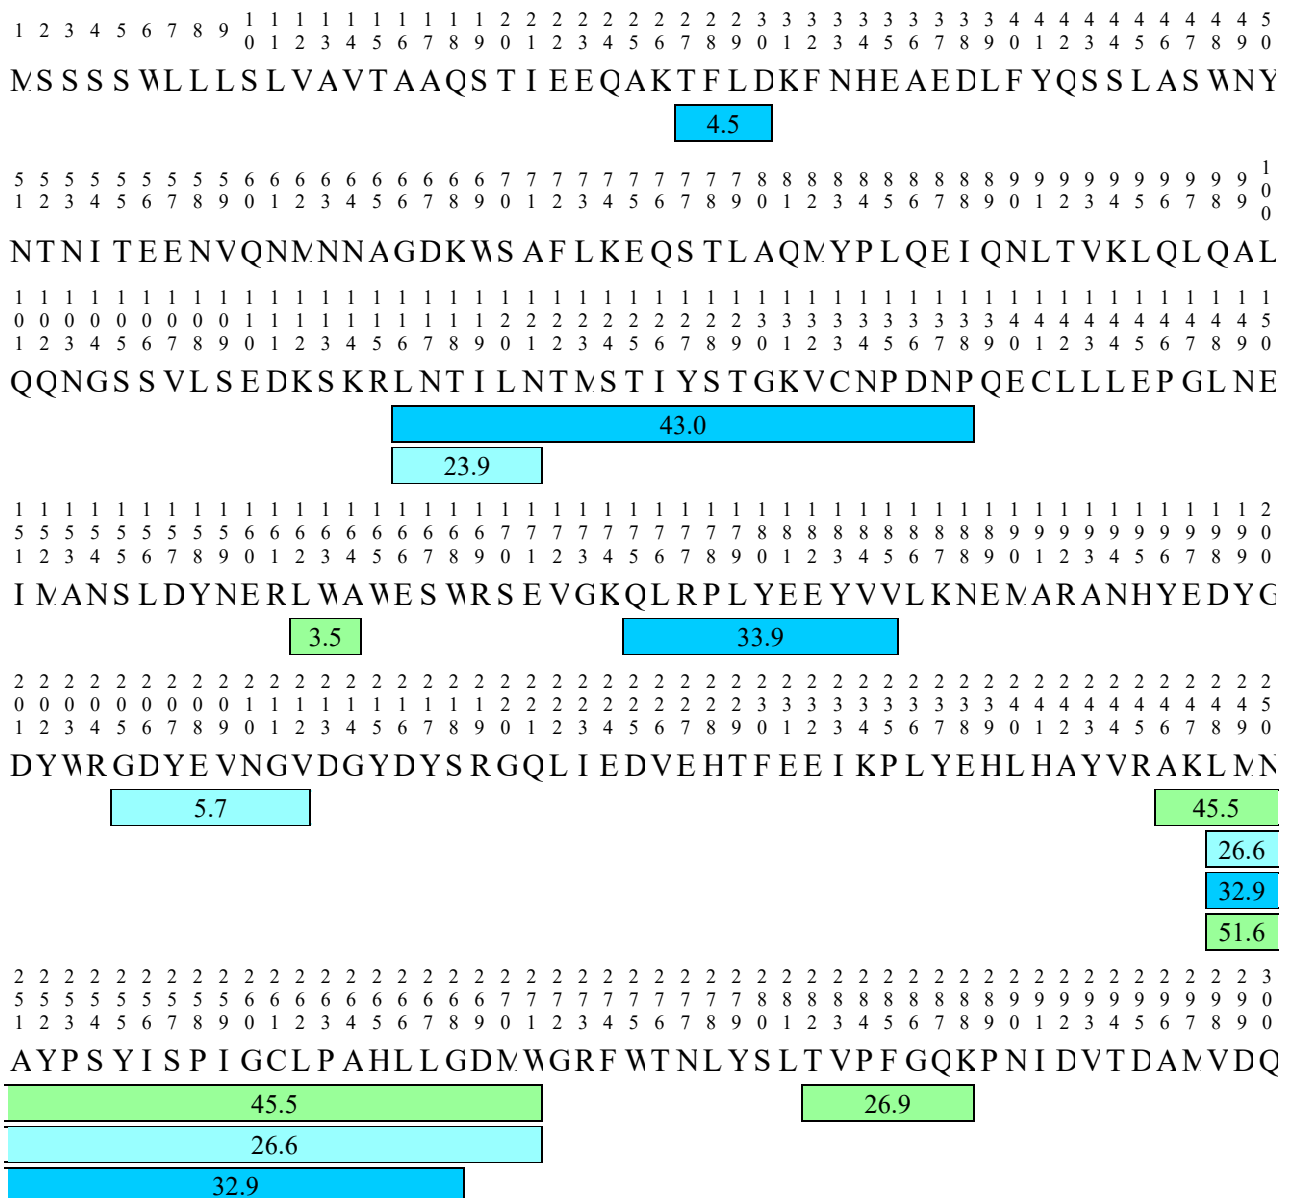 1 2 3 4 5 6 7 8 9 10 11 12 13 14 15 16 17 18 19 20 21 22 23 24 25 26 27 28 29 30 31 32 33 34 35 36 37 38 39 40 41 42 43 44 45 46 47 48 49 50
MSSSSWLLLSLVAVTAAQSTIEEQAKTFLDKFNHEAEDLFYQSSLASWNY
4.5
51 52 53 54 55 56 57 58 59 60 61 62 63 64 65 66 67 68 69 70 71 72 73 74 75 76 77 78 79 80 81 82 83 84 85 86 87 88 89 90 91 92 93 94 95 96 97 98 99 100
NTNITEENVQNMNNAGDKWSAFLKEQSTLAQMYPLQEIQNLTVKLQLQAL
101 102 103 104 105 106 107 108 109 110 111 112 113 114 115 116 117 118 119 120 121 122 123 124 125 126 127 128 129 130 131 132 133 134 135 136 137 138 139 140 141 142 143 144 145 146 147 148 149 150
QQNGSSVLSEDKSKRLNTILNTMSTIYSTGKVCNPDNPQECLLLEPGLNE
43.0
23.9
151 152 153 154 155 156 157 158 159 160 161 162 163 164 165 166 167 168 169 170 171 172 173 174 175 176 177 178 179 180 181 182 183 184 185 186 187 188 189 190 191 192 193 194 195 196 197 198 199 200
IMANSLDYNERLWAWESWRSEVGKQLRPLYEEYVVLKNEMARANHYEDYG
3.5 33.9
201 202 203 204 205 206 207 208 209 210 211 212 213 214 215 216 217 218 219 220 221 222 223 224 225 226 227 228 229 230 231 232 233 234 235 236 237 238 239 240 241 242 243 244 245 246 247 248 249 250
DYWRGDYEVNGVDGYDYSRGQLIEDVEHTFEEIKPLYEHLHAYVRAKLMN
5.7 45.5
26.6
32.9
51.6
251 252 253 254 255 256 257 258 259 260 261 262 263 264 265 266 267 268 269 270 271 272 273 274 275 276 277 278 279 280 281 282 283 284 285 286 287 288 289 290 291 292 293 294 295 296 297 298 299 300
AYPSYISPIGCLPAHLLGDMWGRFWTNLYSLTVPFGQKPNIDVTDAMVDQ
45.5 26.9
26.6
32.9